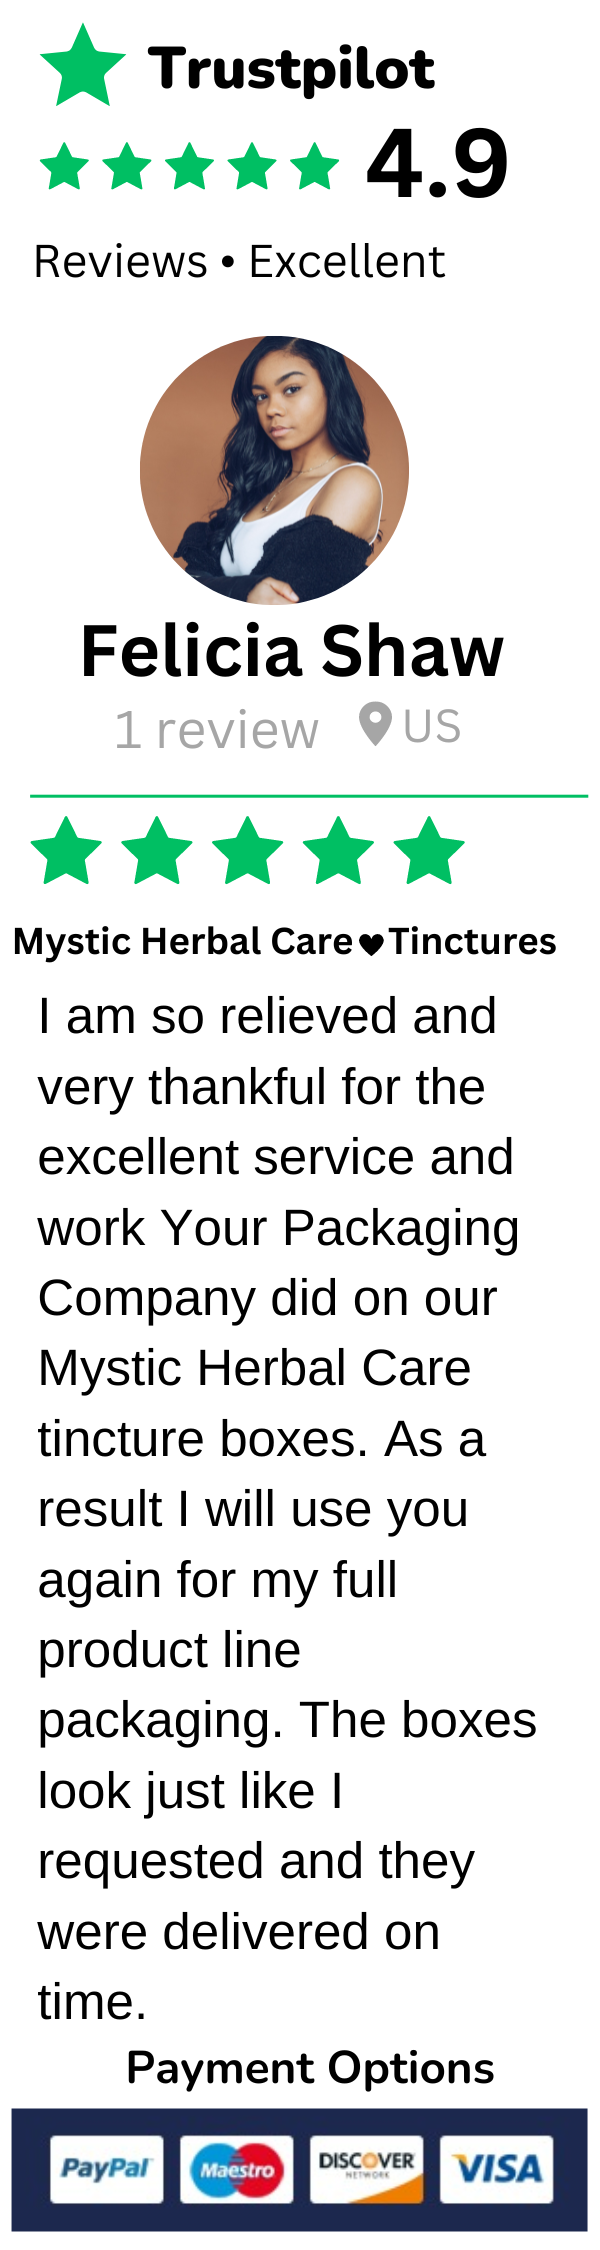 Trustpilot
4.9
Reviews • Excellent
Felicia Shaw
1 review US
Mystic Herbal Care♥Tinctures
I am so relieved and
very thankful for the
excellent service and
work Your Packaging
Company did on our
Mystic Herbal Care
tincture boxes. As a
result I will use you
again for my full
product line
packaging. The boxes
look just like I
requested and they
were delivered on
time.
Payment Options
PayPal Maestro DISCOVER NETWORK VISA